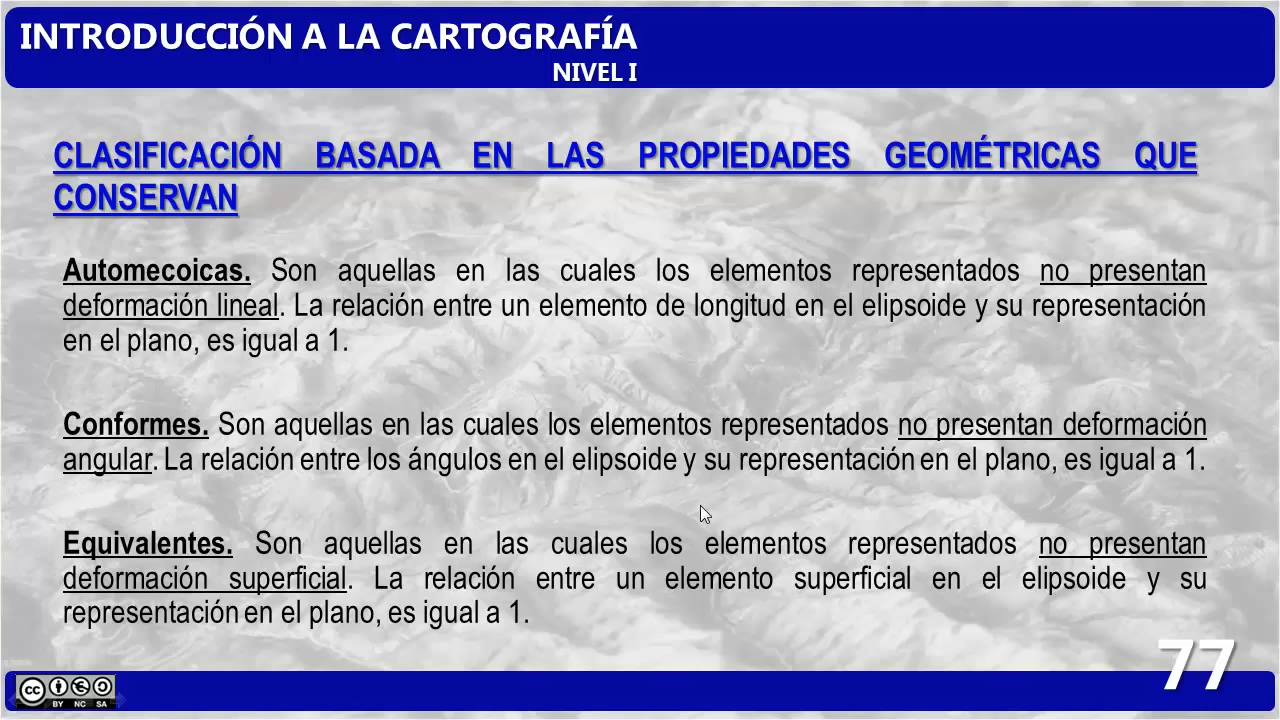 INTRODUCCIÓN A LA CARTOGRAFÍA
NIVEL I
CLASIFICACIÓN BASADA EN LAS PROPIEDADES GEOMÉTRICAS QUE
CONSERVAN
Automecoicas. Son aquellas en las cuales los elementos representados no presentan
deformación lineal. La relación entre un elemento de longitud en el elipsoide y su representación
en el plano, es igual a 1.
Conformes. Son aquellas en las cuales los elementos representados no presentan deformación
angular. La relación entre los ángulos en el elipsoide y su representación en el plano, es igual a 1.
Equivalentes. Son aquellas en las cuales los elementos representados no presentan
deformación superficial. La relación entre un elemento superficial en el elipsoide y su
representación en el plano, es igual a 1.
77
cc
BY NC SA